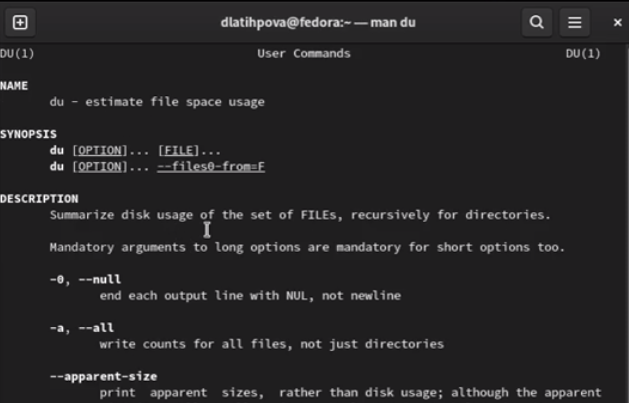 dlatihpova@fedora:~ — man du
DU(1) User Commands DU(1)
NAME
du - estimate file space usage
SYNOPSIS
du [OPTION]... [FILE]...
du [OPTION]... --files0-from=F
DESCRIPTION
Summarize disk usage of the set of FILEs, recursively for directories.
Mandatory arguments to long options are mandatory for short options too.
-0, --null
end each output line with NUL, not newline
-a, --all
write counts for all files, not just directories
--apparent-size
print apparent sizes, rather than disk usage; although the apparent